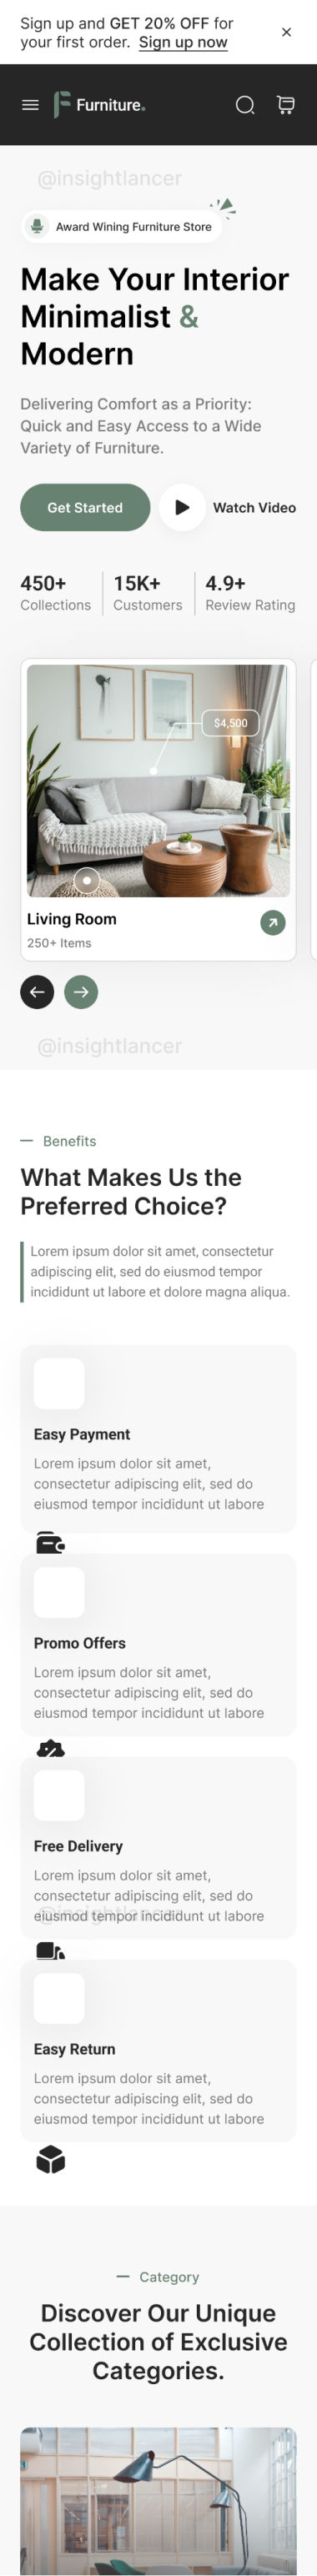 Sign up and GET 20% OFF for
your first order. Sign up now
Furniture.
@insightlancer
Award Wining Furniture Store
Make Your Interior
Minimalist &
Modern
Delivering Comfort as a Priority:
Quick and Easy Access to a Wide
Variety of Furniture.
Get Started
Watch Video
450+
Collections
15K+
Customers
4.9+
Review Rating
$4,500
Living Room
250+ Items
@insightlancer
Benefits
What Makes Us the
Preferred Choice?
Lorem ipsum dolor sit amet, consectetur
adipiscing elit, sed do eiusmod tempor
incididunt ut labore et dolore magna aliqua.
Easy Payment
Lorem ipsum dolor sit amet,
consectetur adipiscing elit, sed do
eiusmod tempor incididunt ut labore
Promo Offers
Lorem ipsum dolor sit amet,
consectetur adipiscing elit, sed do
eiusmod tempor incididunt ut labore
Free Delivery
Lorem ipsum dolor sit amet,
consectetur adipiscing elit, sed do
@insightlancer
eiusmod tempor incididunt ut labore
Easy Return
Lorem ipsum dolor sit amet,
consectetur adipiscing elit, sed do
eiusmod tempor incididunt ut labore
Category
Discover Our Unique
Collection of Exclusive
Categories.